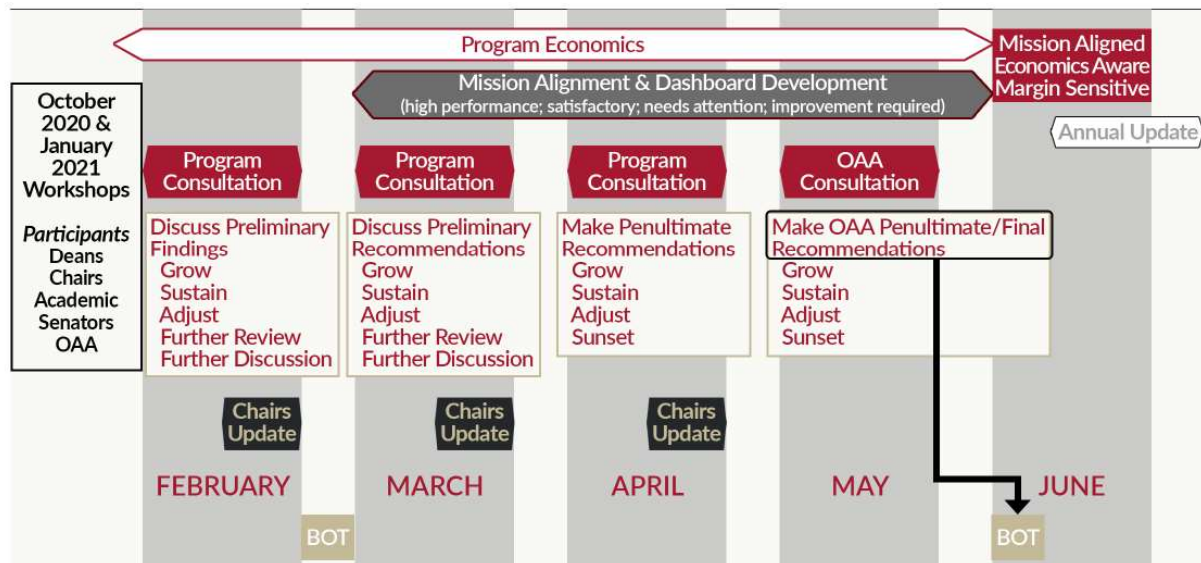 Program Economics
Mission Aligned
Economics Aware
Margin Sensitive
Mission Alignment & Dashboard Development
(high performance; satisfactory; needs attention; improvement required)
Annual Update
October
2020 &
January
2021
Workshops
Participants
Deans
Chairs
Academic
Senators
OAA
Program
Consultation
Discuss Preliminary
Findings
Grow
Sustain
Adjust
Further Review
Further Discussion
Chairs
Update
Program
Consultation
Discuss Preliminary
Recommendations
Grow
Sustain
Adjust
Further Review
Further Discussion
Chairs
Update
Program
Consultation
Make Penultimate
Recommendations
Grow
Sustain
Adjust
Sunset
Chairs
Update
OAA
Consultation
Make OAA Penultimate/Final
Recommendations
Grow
Sustain
Adjust
Sunset
FEBRUARY
MARCH
APRIL
MAY
JUNE
BOT
BOT